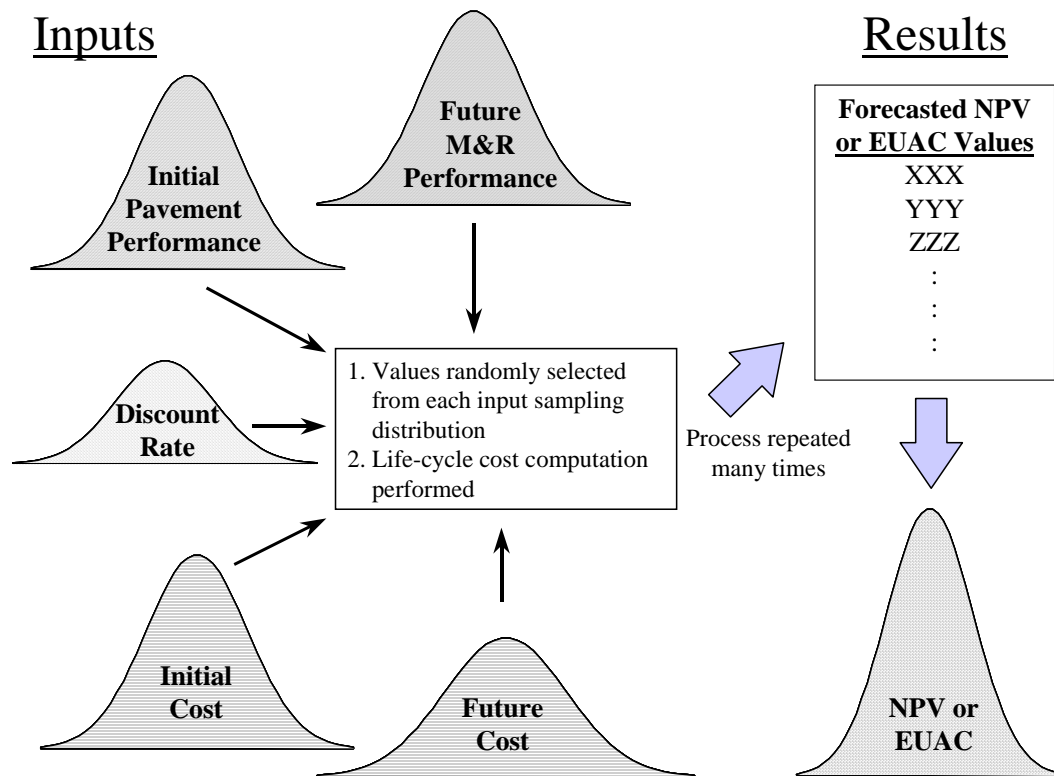 Inputs
Results
Initial
Pavement
Performance
Future
M&R
Performance
Discount
Rate
Initial
Cost
Future
Cost
1. Values randomly selected
from each input sampling
distribution
2. Life-cycle cost computation
performed
Process repeated
many times
Forecasted NPV
or EUAC Values
XXX
YYY
ZZZ
:
:
:
NPV or
EUAC